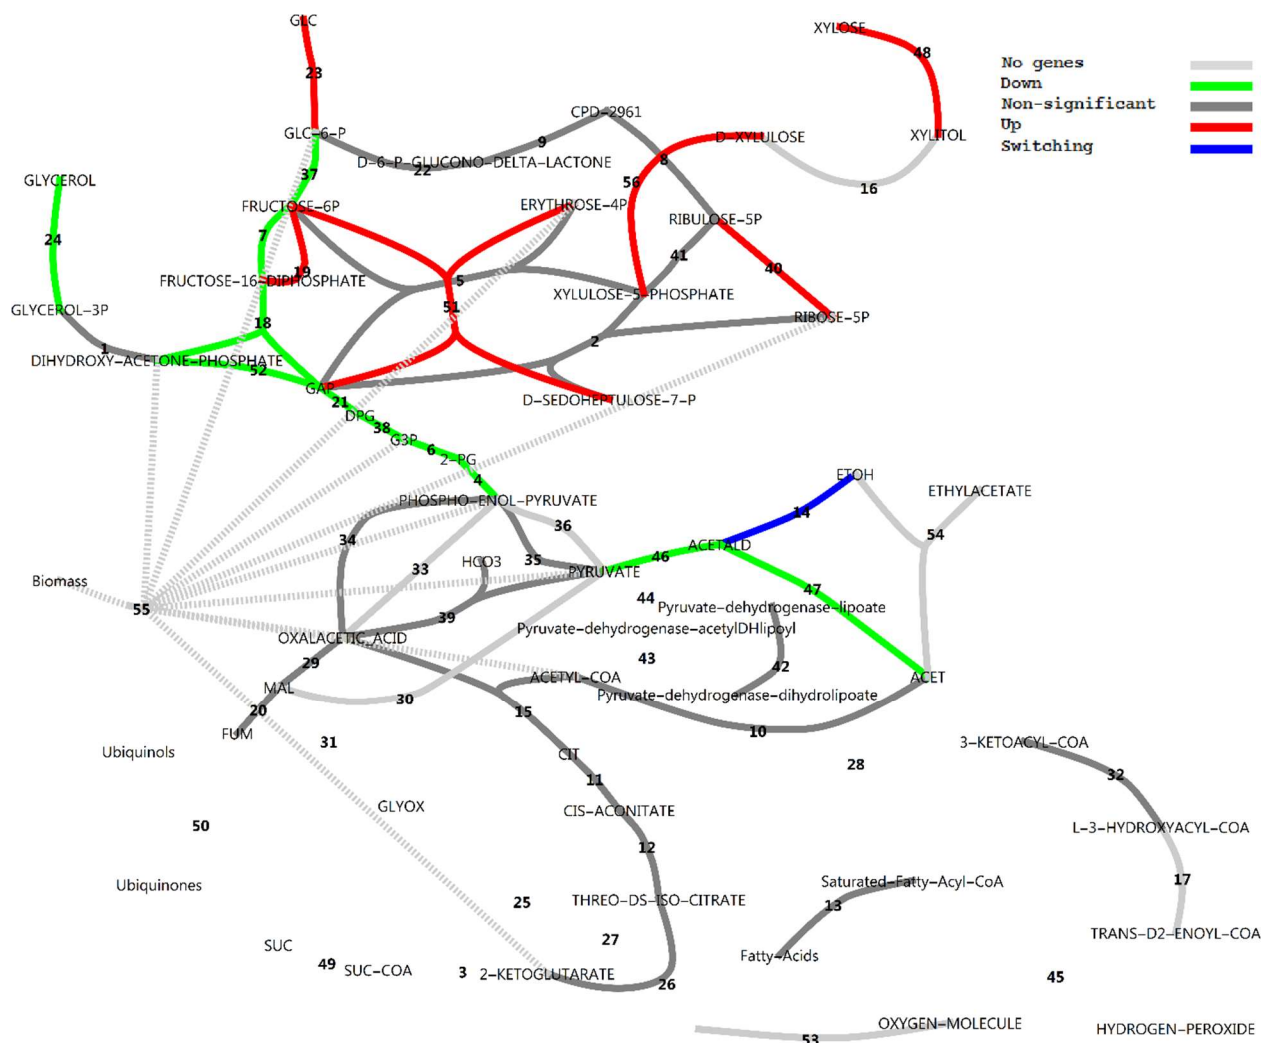 GLC
XYLOSE
48
No genes
23
Down
Non-significant
CPD-2961
Up
GLC-6-P
9
D-XYLULOSE
XYLITOL
Switching
D-6-P-GLUCONO-DELTA-LACTONE
8
22
37
56
16
GLYCEROL
FRUCTOSE-6P
ERYTHROSE-4P
RIBULOSE-5P
7
24
41
40
19
FRUCTOSE-16-DIPHOSPHATE
5
XYLULOSE-5-PHOSPHATE
GLYCEROL-3P
51
RIBOSE-5P
18
1
2
DIHYDROXY-ACETONE-PHOSPHATE
52
GAP
21
D-SEDOHEPTULOSE-7-P
DPG
38
G3P
6
2-PG
4
ETOH
ETHYLACETATE
PHOSPHO-ENOL-PYRUVATE
14
36
54
34
ACETALD
35
46
HCO3
33
PYRUVATE
Biomass
47
44
Pyruvate-dehydrogenase-lipoate
55
39
Pyruvate-dehydrogenase-acetylDHlipoyl
OXALACETIC_ACID
29
43
42
ACETYL-COA
ACET
MAL
30
Pyruvate-dehydrogenase-dihydrolipoate
20
15
FUM
10
31
3-KETOACYL-COA
Ubiquinols
CIT
28
32
11
GLYOX
CIS-ACONITATE
50
L-3-HYDROXYACYL-COA
12
17
Ubiquinones
Saturated-Fatty-Acyl-CoA
25
THREO-DS-ISO-CITRATE
13
27
TRANS-D2-ENOYL-COA
SUC
Fatty-Acids
49
SUC-COA
3
2-KETOGLUTARATE
26
45
OXYGEN-MOLECULE
HYDROGEN-PEROXIDE
53